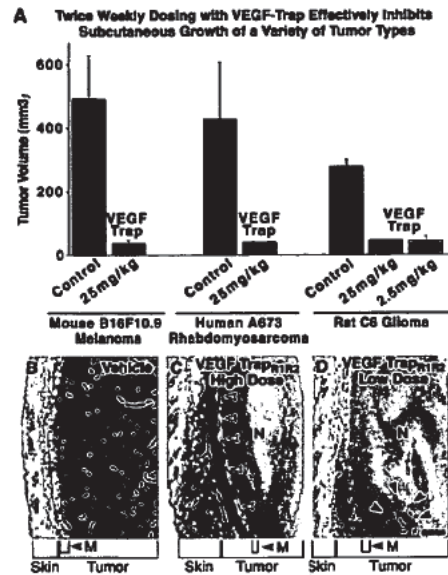 A Twice Weekly Dosing with VEGF-Trap Effectively Inhibits
Subcutaneous Growth of a Variety of Tumor Types
Tumor Volume (mm3)
600
400
200
0
VEGF
Trap
VEGF
Trap
VEGF
Trap
Control
25mg/kg
Control
25mg/kg
Control
25mg/kg
2.5mg/kg
Mouse B16F10.9
Melanoma
Human A673
Rhabdomyosarcoma
Rat C6 Glioma
B Vehicle
C VEGF TrapR1R2
High Dose
N
D VEGF TrapR1R2
Low Dose
N
M
Skin Tumor
M
Skin Tumor
M
Skin Tumor